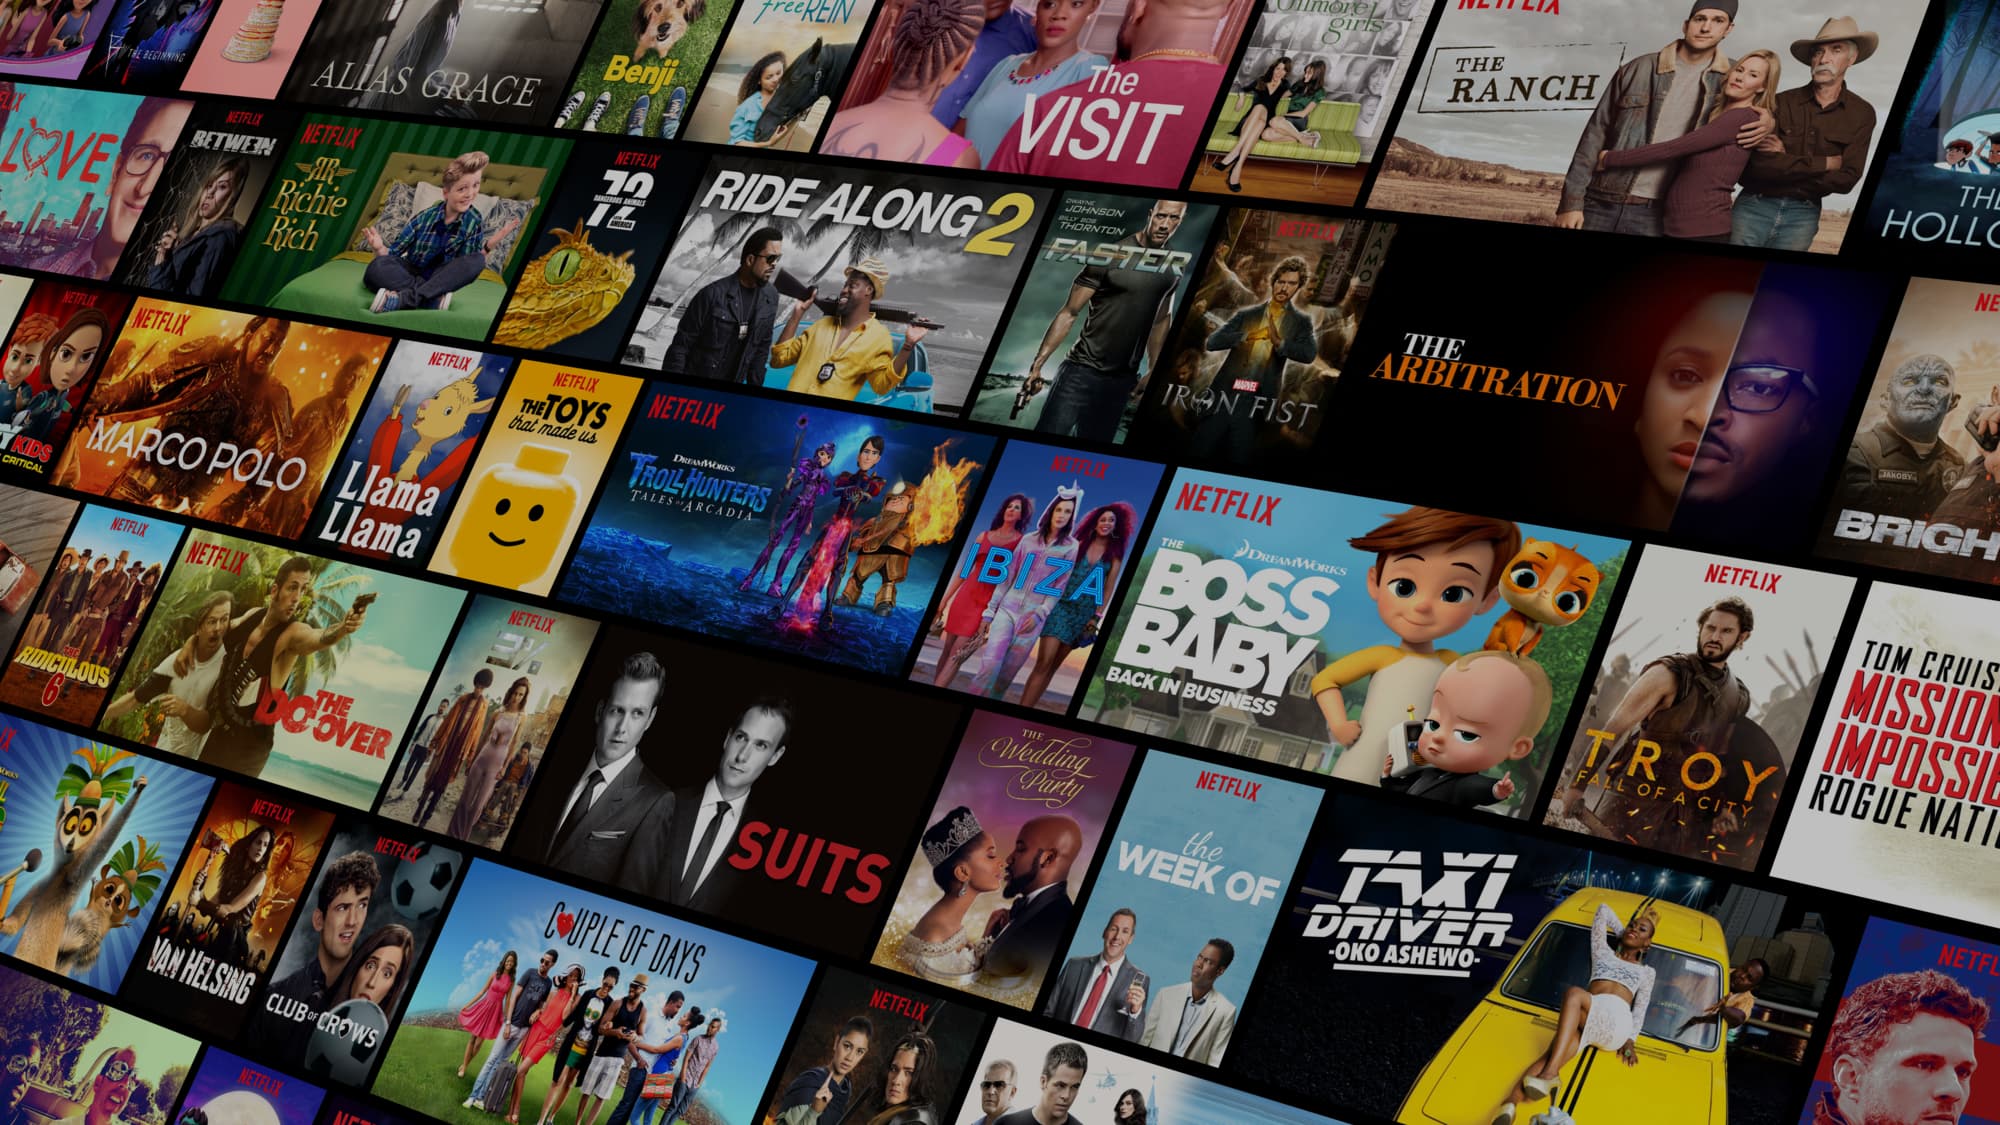 THE BEGINNING
ALIAS GRACE
Benji
free REIN
The
VISIT
Gilmore
girls
NETFLIX
THE
RANCH
THE
LOVE
NETFLIX
BETWEEN
NETFLIX
RR
Richie
Rich
NETFLIX
72
DANGEROUS ANIMALS
LATIN
AMERICA
RIDE ALONG 2
DWAYNE
JOHNSON
BILLY BOB
THORNTON
FASTER
NETFLIX
MARVEL
IRON FIST
THE
ARBITRATION
JAKOBY
NETFLIX
KIDS
CRITICAL
NETFLIX
MARCO POLO
NETFLIX
Llama
Llama
NETFLIX
THE TOYS
that made us
NETFLIX
DREAMWORKS
TROLLHUNTERS
TALES OF ARCADIA
NETFLIX
IBIZA
NETFLIX
THE
DREAMWORKS
BOSS
BABY
BACK IN BUSINESS
NETFLIX
TROY
FALL OF A CITY
TOM CRUIS
MISSION
IMPOSSI
ROGUE NATI
NETFLIX
THE
RIDICULOUS
6
NETFLIX
THE
DO-OVER
NETFLIX
3%
SUITS
THE
Wedding
Party
NETFLIX
the
WEEK OF
TAXI
DRIVER
-OKO ASHEWO-
NETFLIX
VAN HELSING
NETFLIX
CLUB OF CROWS
COUPLE OF DAYS
NETFLIX
NETFLIX